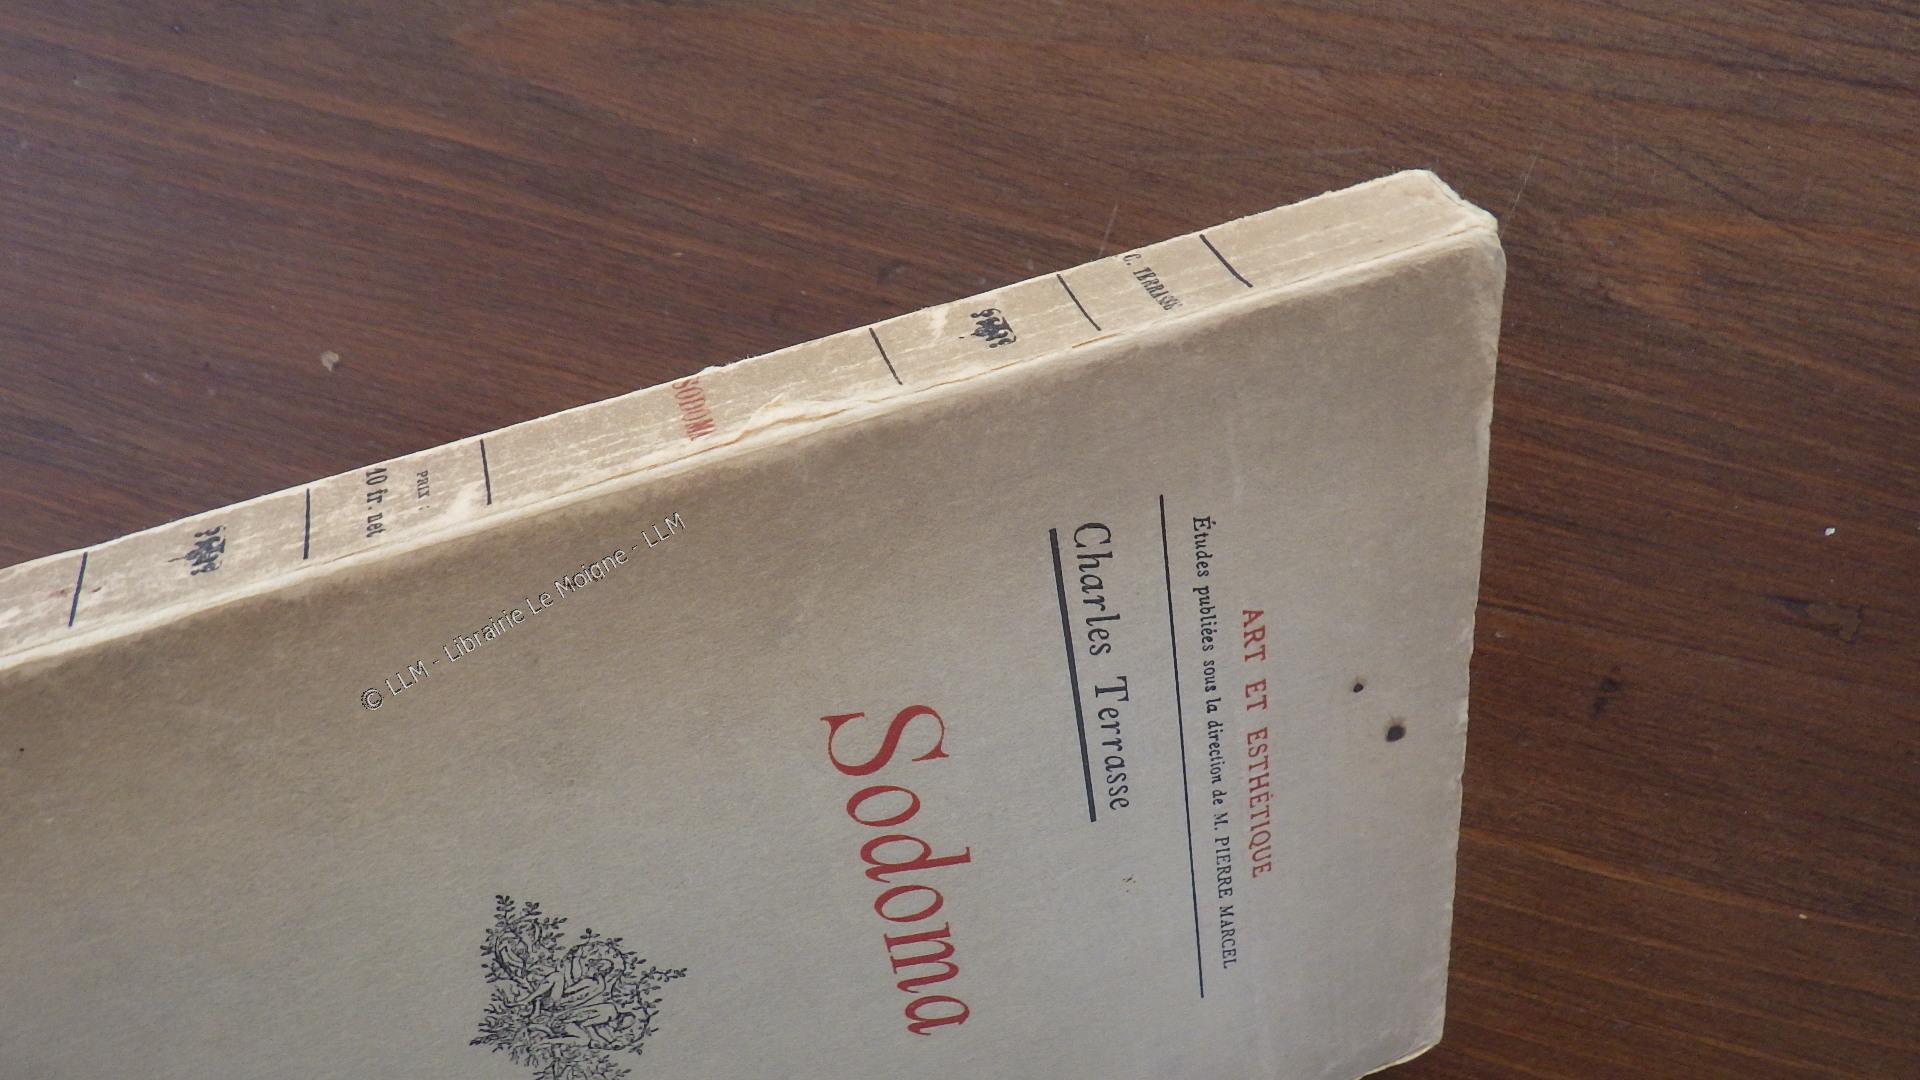 ART ET ESTHÉTIQUE
Études publiées sous la direction de M. PIERRE MARCEL
Charles Terrasse
Sodoma
C. TERRASSE
SODOMA
PRIX :
10 fr. net
© LLM - Librairie Le Moigne - LLM